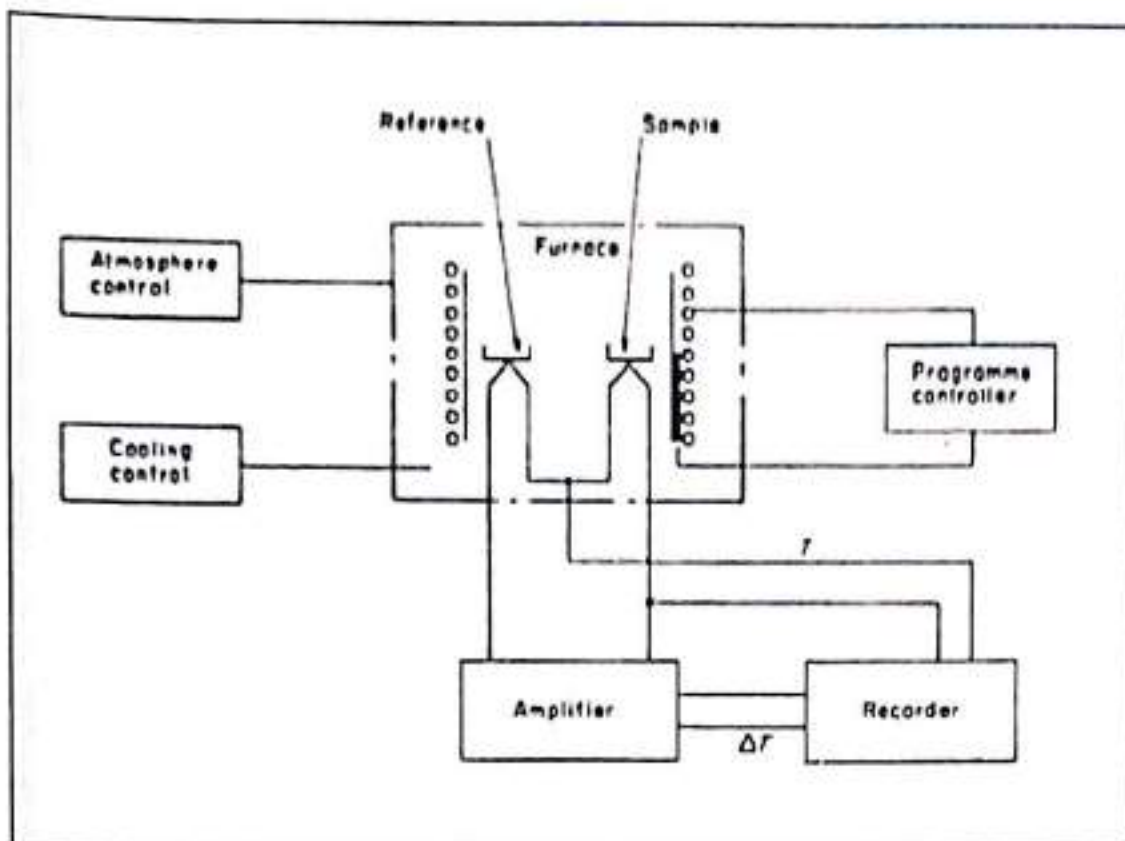 Reference
Sample
Furnace
Atmosphere
control
Programme
controller
Cooling
control
T
Amplifier
Recorder
ΔT